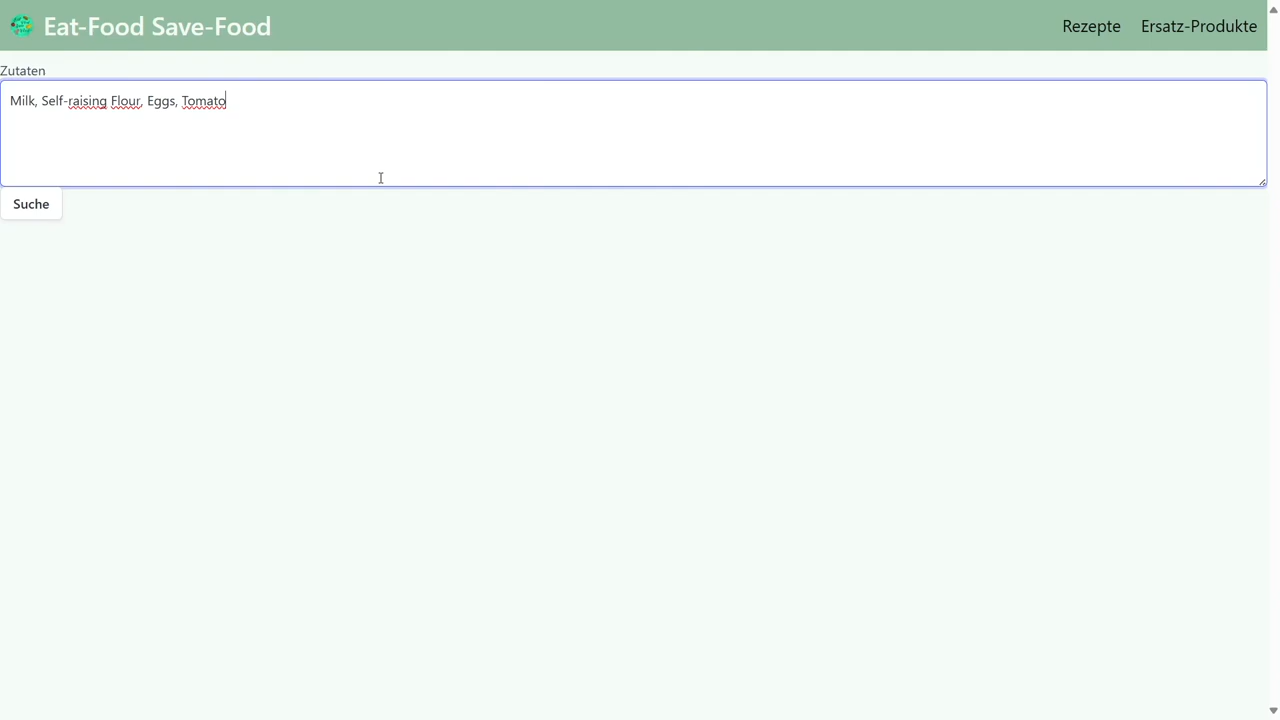 Eat-Food Save-Food
Rezepte
Ersatz-Produkte
Zutaten
Milk, Self-raising Flour, Eggs, Tomato
Suche